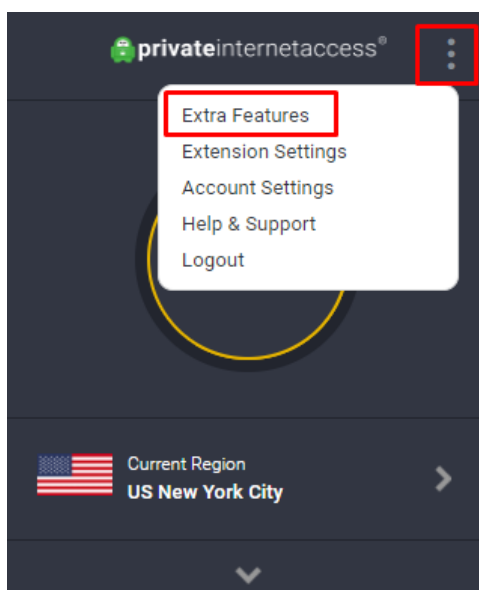 privateinternetaccess®
Extra Features
Extension Settings
Account Settings
Help & Support
Logout
Current Region
US New York City